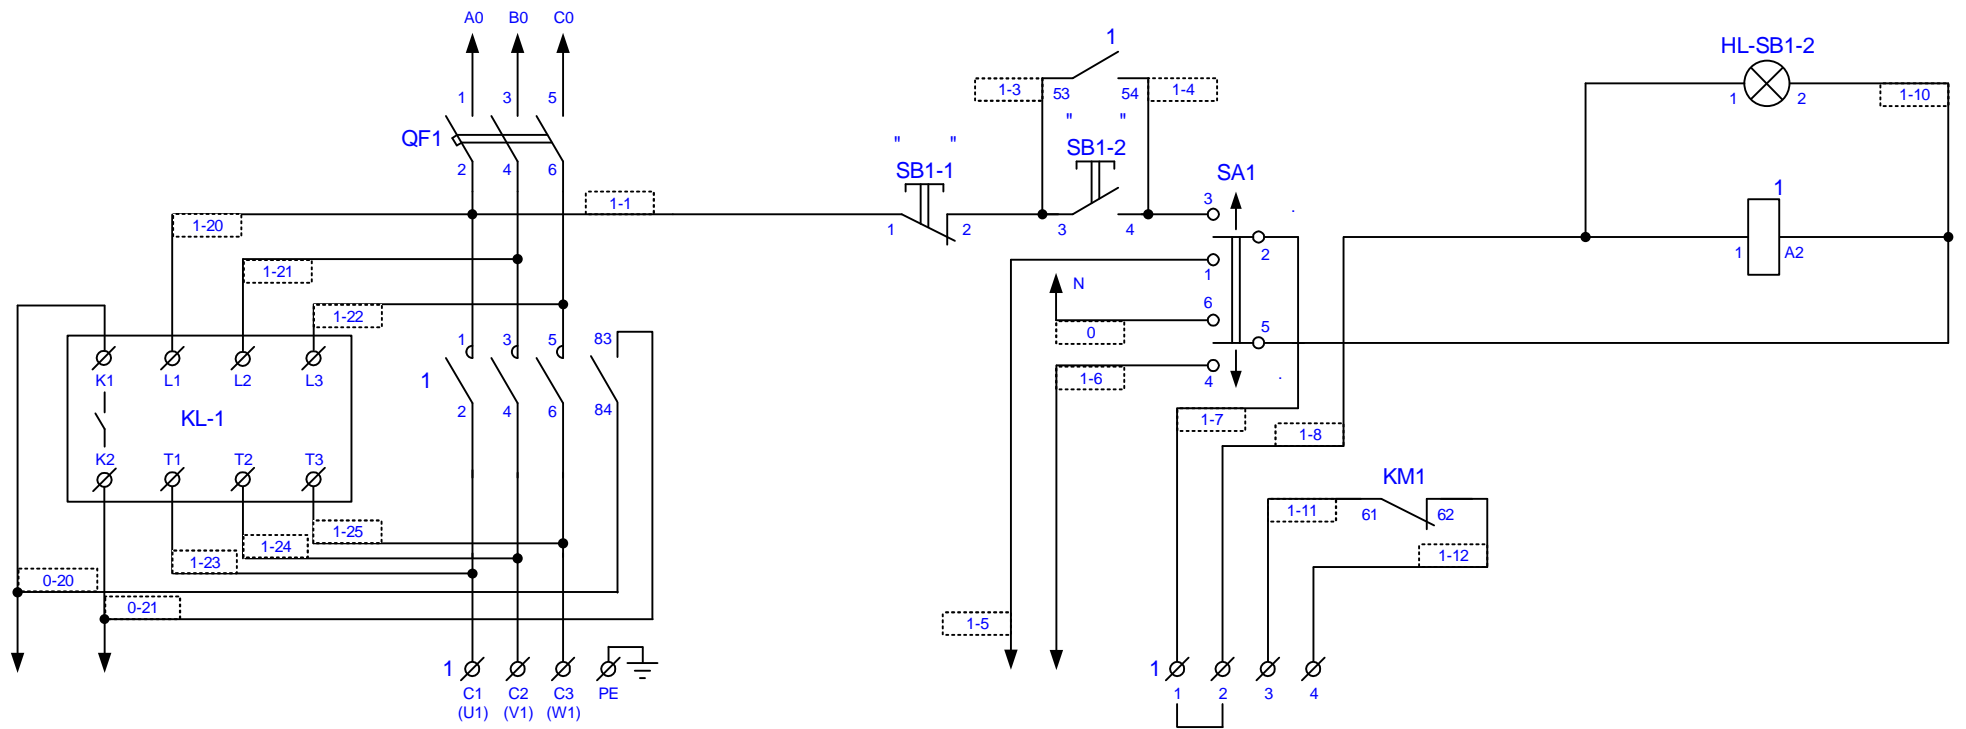 A0 B0 C0
1 3 5
QF1
2 4 6
1-1
1-20
1-21
1-22
K1 L1 L2 L3
KL-1
K2 T1 T2 T3
1 3 5 83
1
2 4 6 84
1-25
1-24
1-23
0-20
0-21
1
C1 C2 C3 PE
(U1) (V1) (W1)
" "
SB1-1
1 2
1
1-3 53 54 1-4
" "
SB1-2
3 4
SA1
3
2
1
N
6
0
5
4
1-6
1-5
1-7
1-8
HL-SB1-2
1 2
1-10
1
1 A2
KM1
1-11 61 62
1-12
1
1 2 3 4